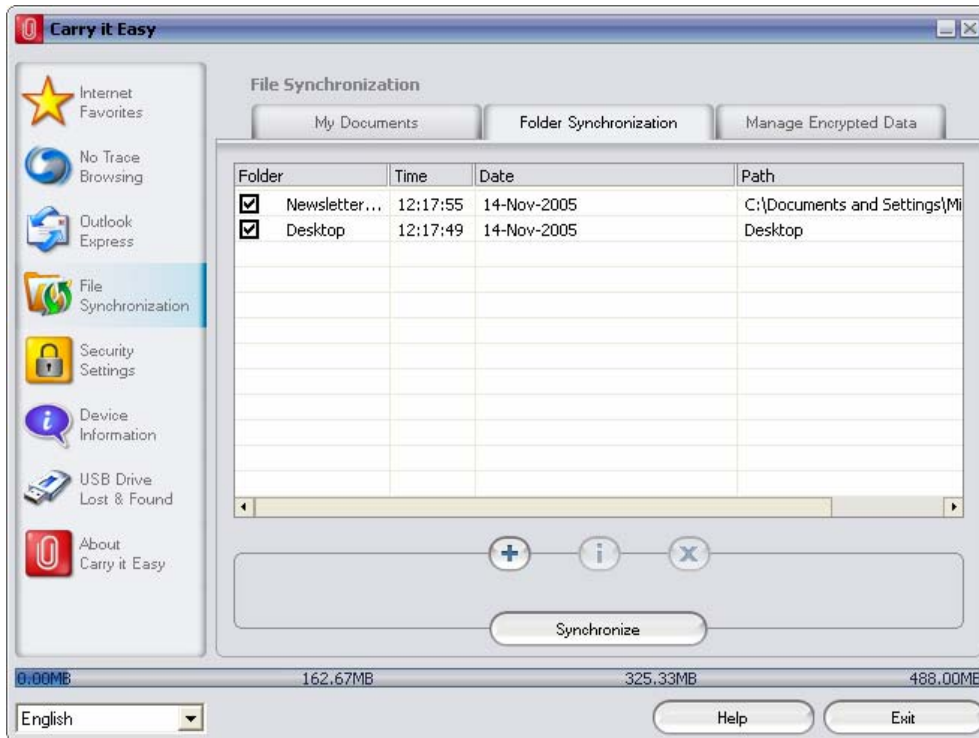 Carry it Easy
Internet
Favorites
No Trace
Browsing
Outlook
Express
File
Synchronization
Security
Settings
Device
Information
USB Drive
Lost & Found
About
Carry it Easy
File Synchronization
My Documents Folder Synchronization Manage Encrypted Data
Folder Time Date Path
Newsletter... 12:17:55 14-Nov-2005 C:\Documents and Settings\Mi
Desktop 12:17:49 14-Nov-2005 Desktop
Synchronize
0.00MB 162.67MB 325.33MB 488.00MB
English Help Exit